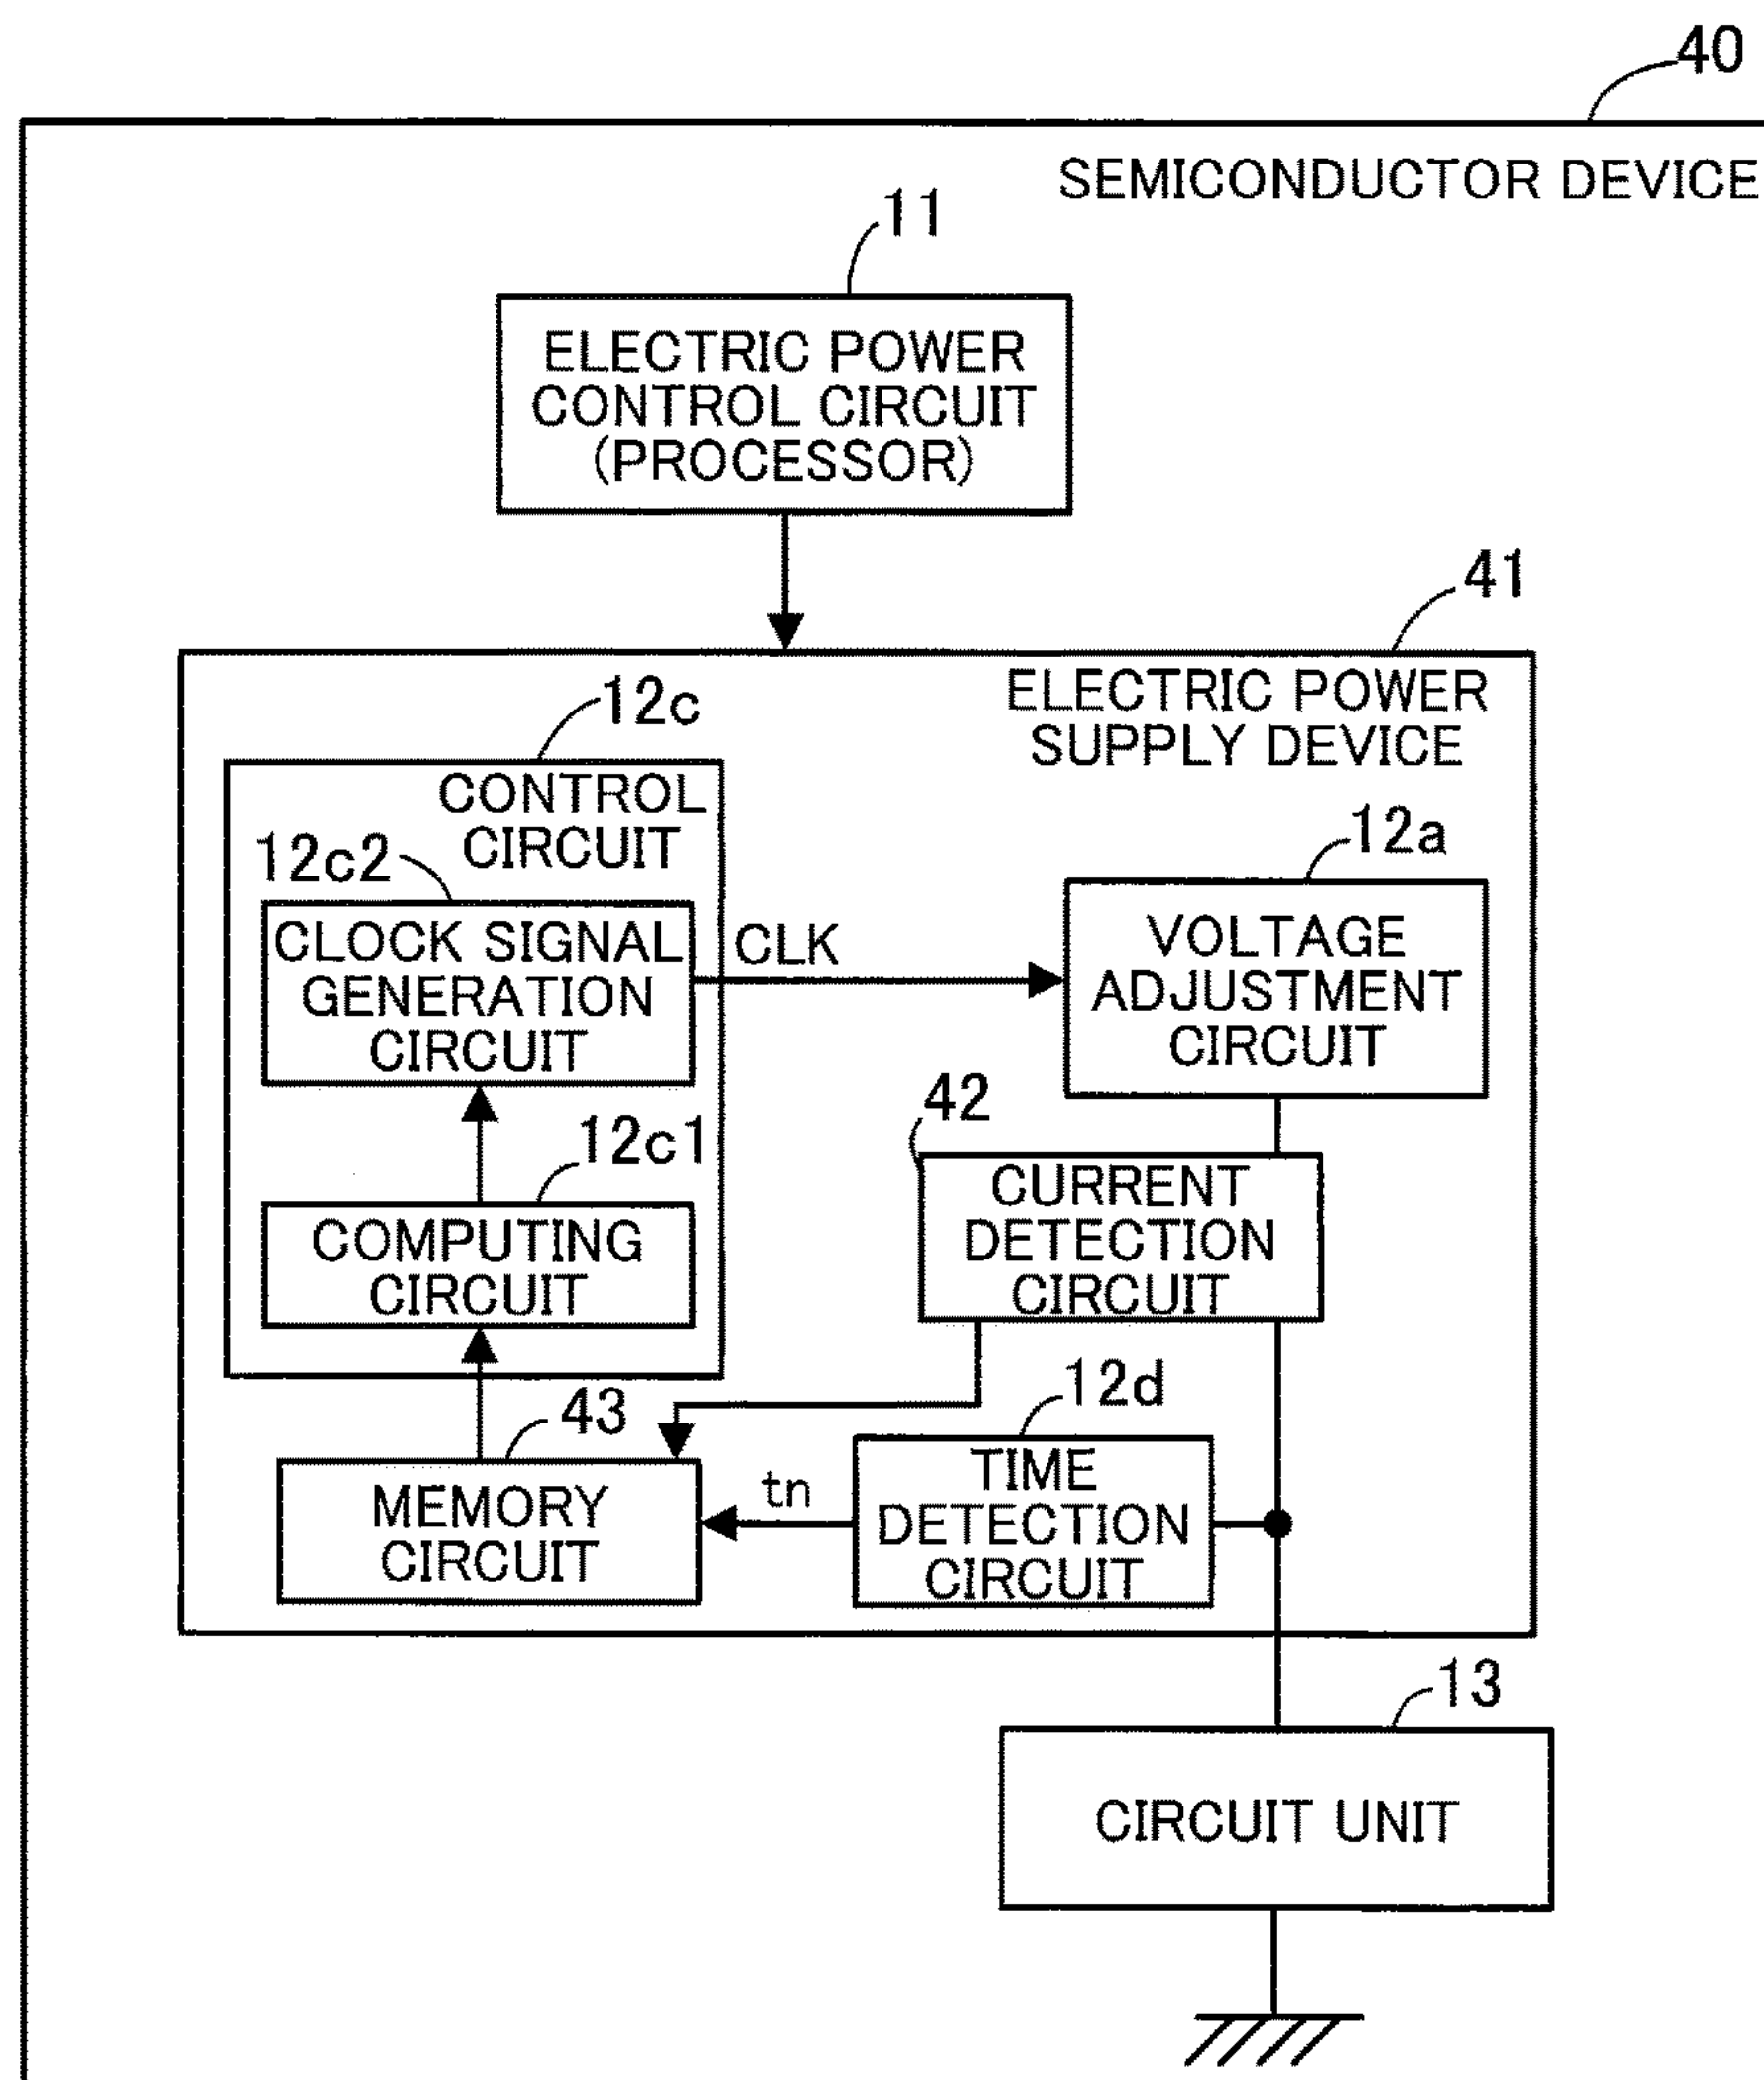 40
SEMICONDUCTOR DEVICE
11
ELECTRIC POWER
CONTROL CIRCUIT
(PROCESSOR)
41
ELECTRIC POWER
SUPPLY DEVICE
12c
CONTROL
CIRCUIT
12c2
CLOCK SIGNAL
GENERATION
CIRCUIT
CLK
12a
VOLTAGE
ADJUSTMENT
CIRCUIT
12c1
COMPUTING
CIRCUIT
42
CURRENT
DETECTION
CIRCUIT
43
MEMORY
CIRCUIT
tn
12d
TIME
DETECTION
CIRCUIT
13
CIRCUIT UNIT